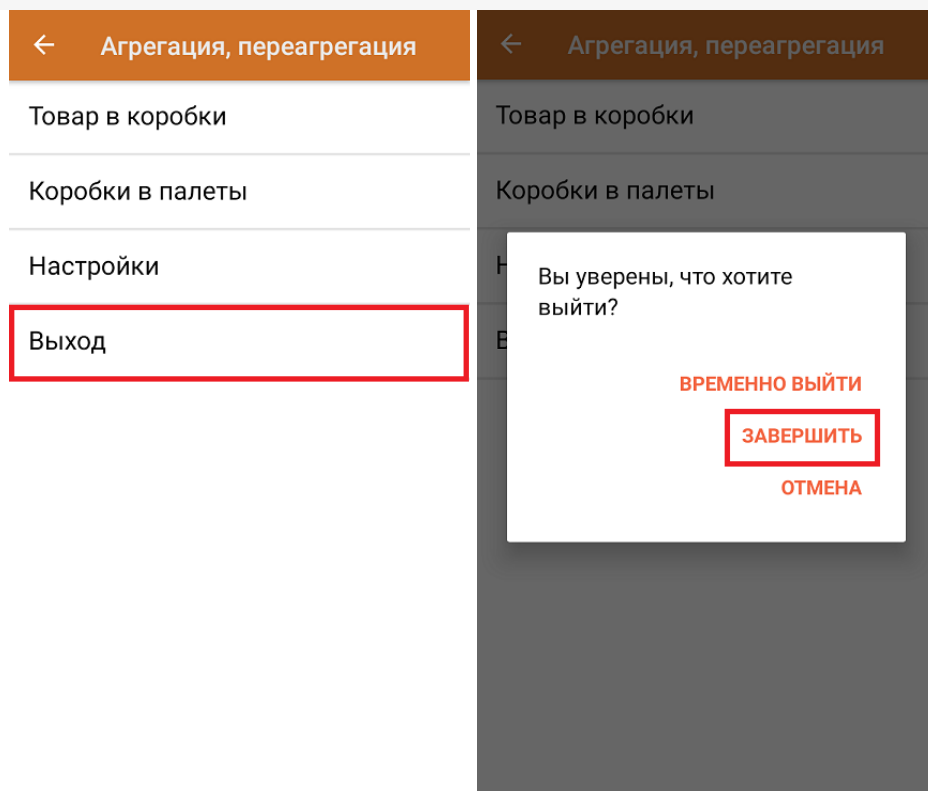 Агрегация, переагрегация
Товар в коробки
Коробки в палеты
Настройки
Выход
Агрегация, переагрегация
Товар в коробки
Коробки в палеты
Н
В
Вы уверены, что хотите
выйти?
ВРЕМЕННО ВЫЙТИ
ЗАВЕРШИТЬ
ОТМЕНА